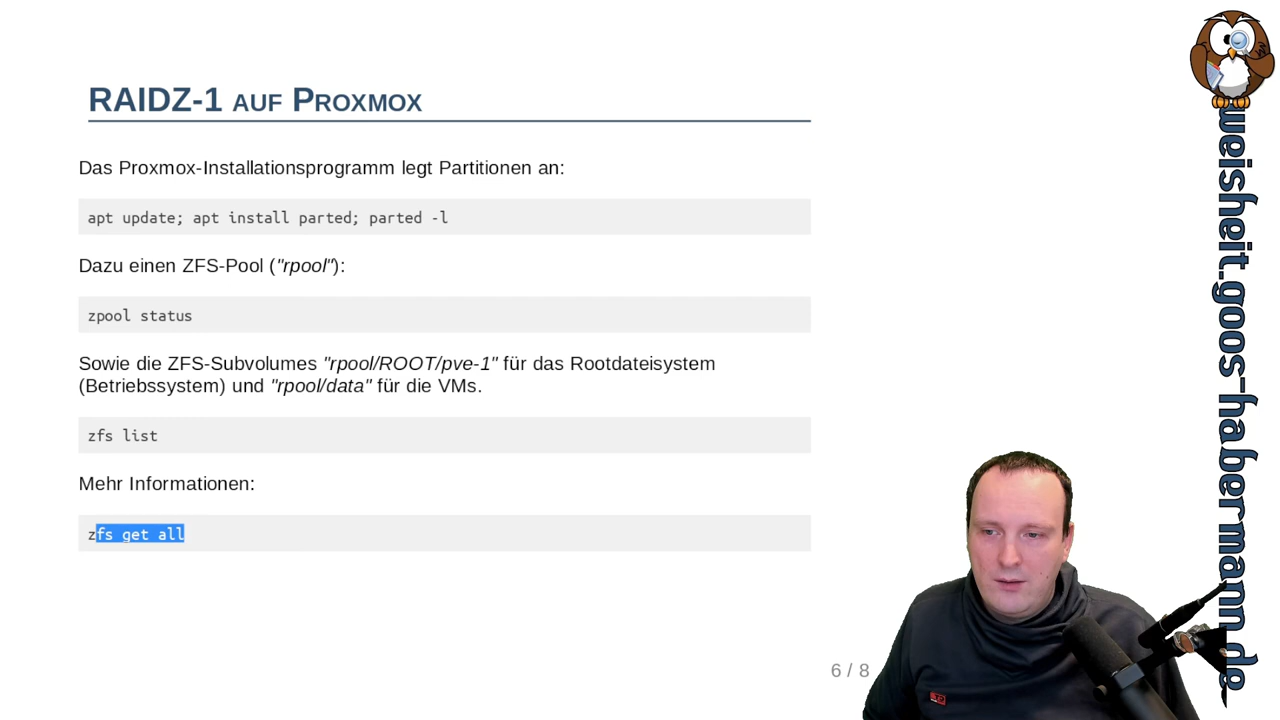 RAIDZ-1 AUF PROXMOX
Das Proxmox-Installationsprogramm legt Partitionen an:
apt update; apt install parted; parted -l
Dazu einen ZFS-Pool ("rpool"):
zpool status
Sowie die ZFS-Subvolumes "rpool/ROOT/pve-1" für das Rootdateisystem
(Betriebssystem) und "rpool/data" für die VMs.
zfs list
Mehr Informationen:
zfs get all
6 / 8
weisheit.goos-habermann.de